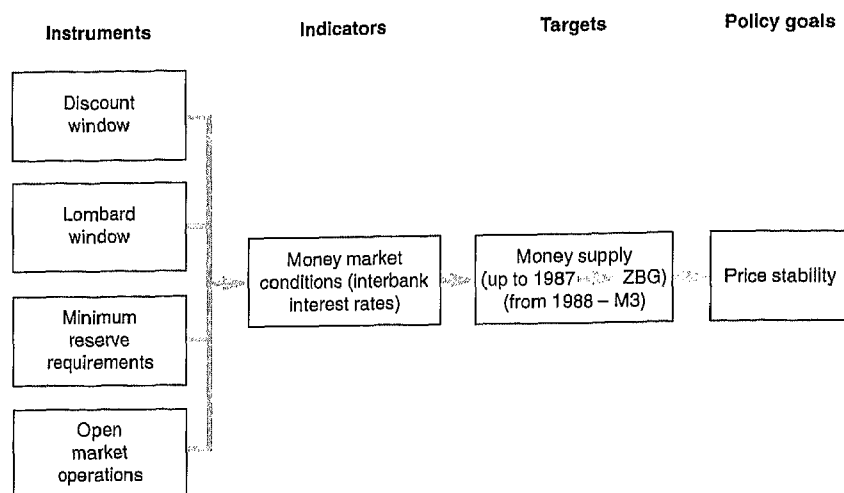 Instruments
Indicators
Targets
Policy goals
Discount
window
Lombard
window
Minimum
reserve
requirements
Open
market
operations
Money market
conditions (interbank
interest rates)
Money supply
(up to 1987 – ZBG)
(from 1988 – M3)
Price stability